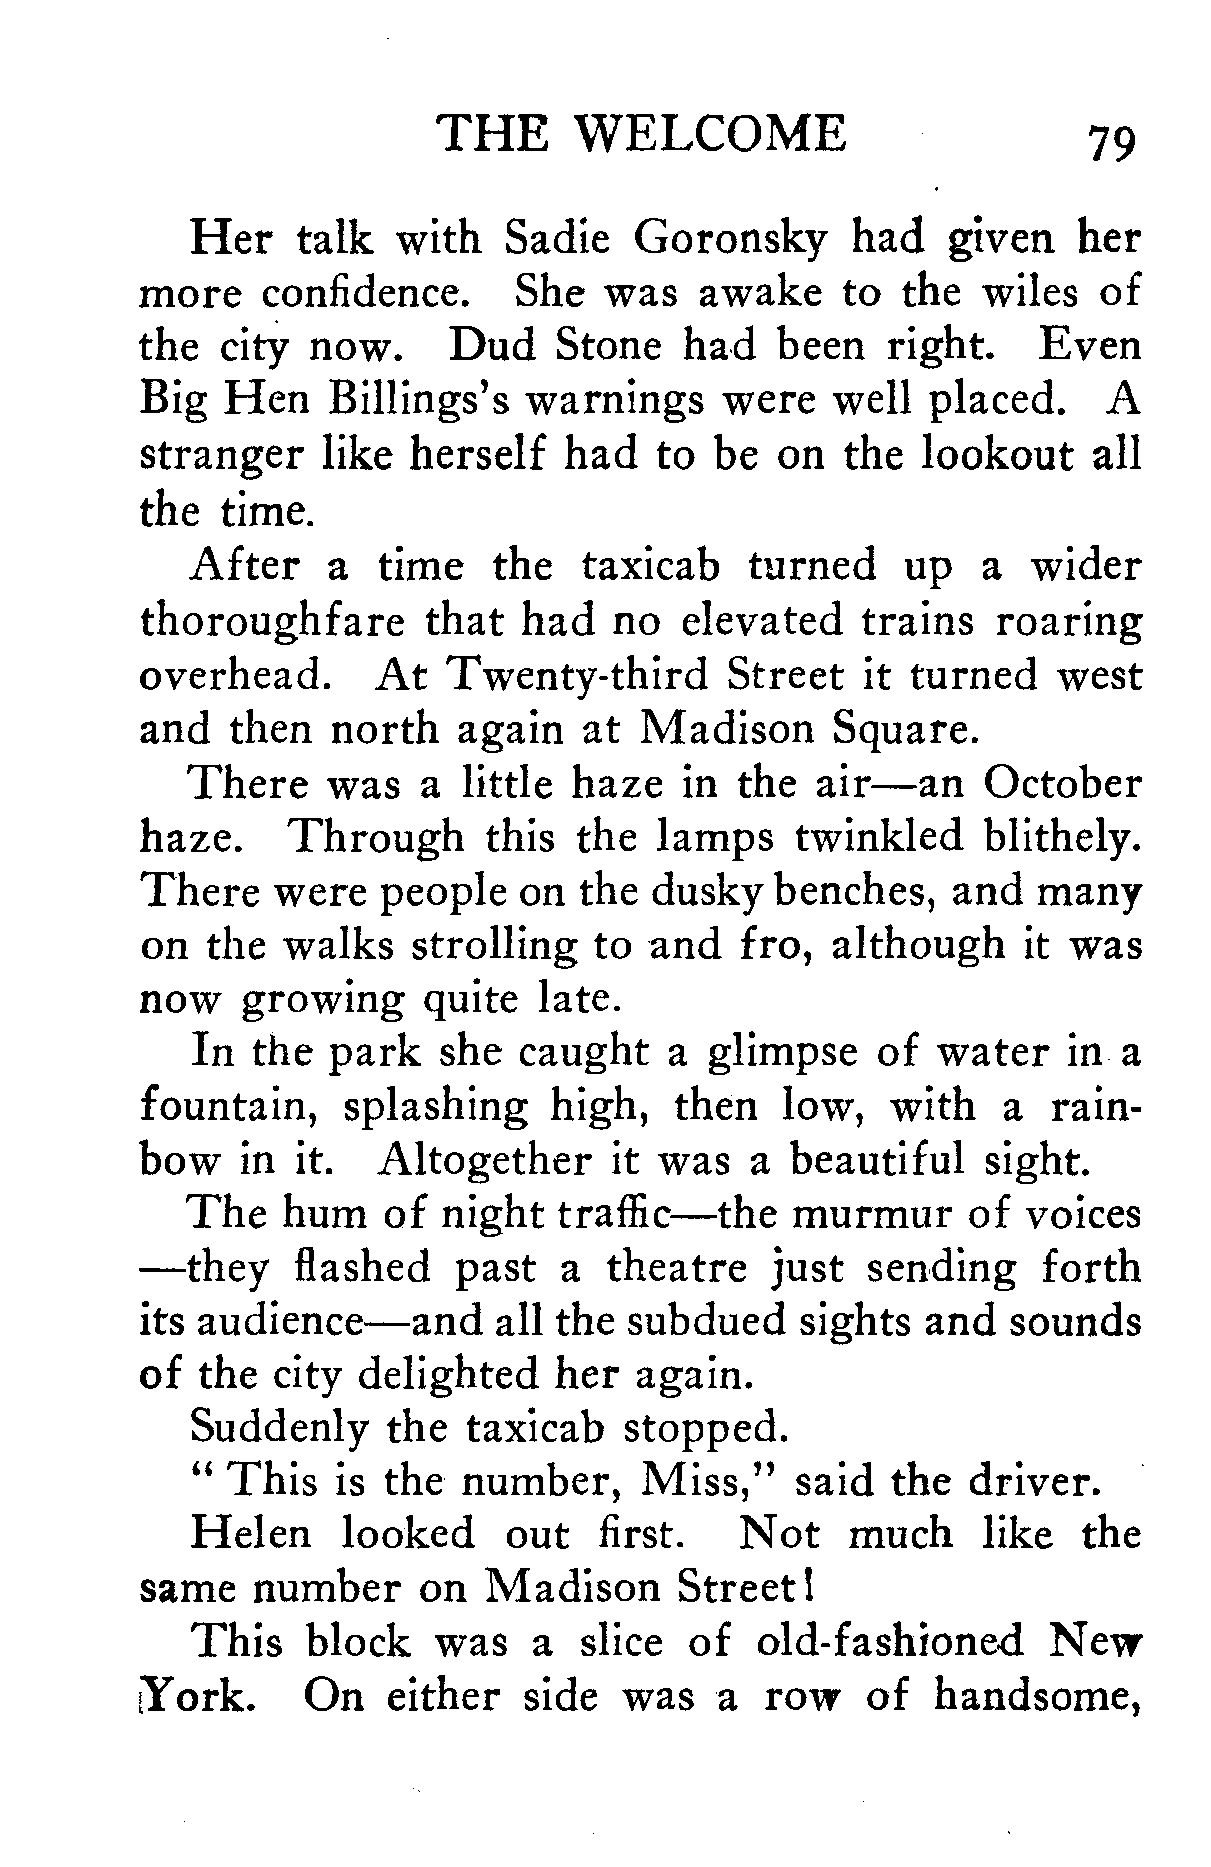 THE WELCOME 79
Her talk with Sadie Goronsky had given her
more confidence. She was awake to the wiles of
the city now. Dud Stone had been right. Even
Big Hen Billings's warnings were well placed. A
stranger like herself had to be on the lookout all
the time.
After a time the taxicab turned up a wider
thoroughfare that had no elevated trains roaring
overhead. At Twenty-third Street it turned west
and then north again at Madison Square.
There was a little haze in the air—an October
haze. Through this the lamps twinkled blithely.
There were people on the dusky benches, and many
on the walks strolling to and fro, although it was
now growing quite late.
In the park she caught a glimpse of water in a
fountain, splashing high, then low, with a rain-
bow in it. Altogether it was a beautiful sight.
The hum of night traffic—the murmur of voices
—they flashed past a theatre just sending forth
its audience—and all the subdued sights and sounds
of the city delighted her again.
Suddenly the taxicab stopped.
" This is the number, Miss," said the driver.
Helen looked out first. Not much like the
same number on Madison Street!
This block was a slice of old-fashioned New
York. On either side was a row of handsome,